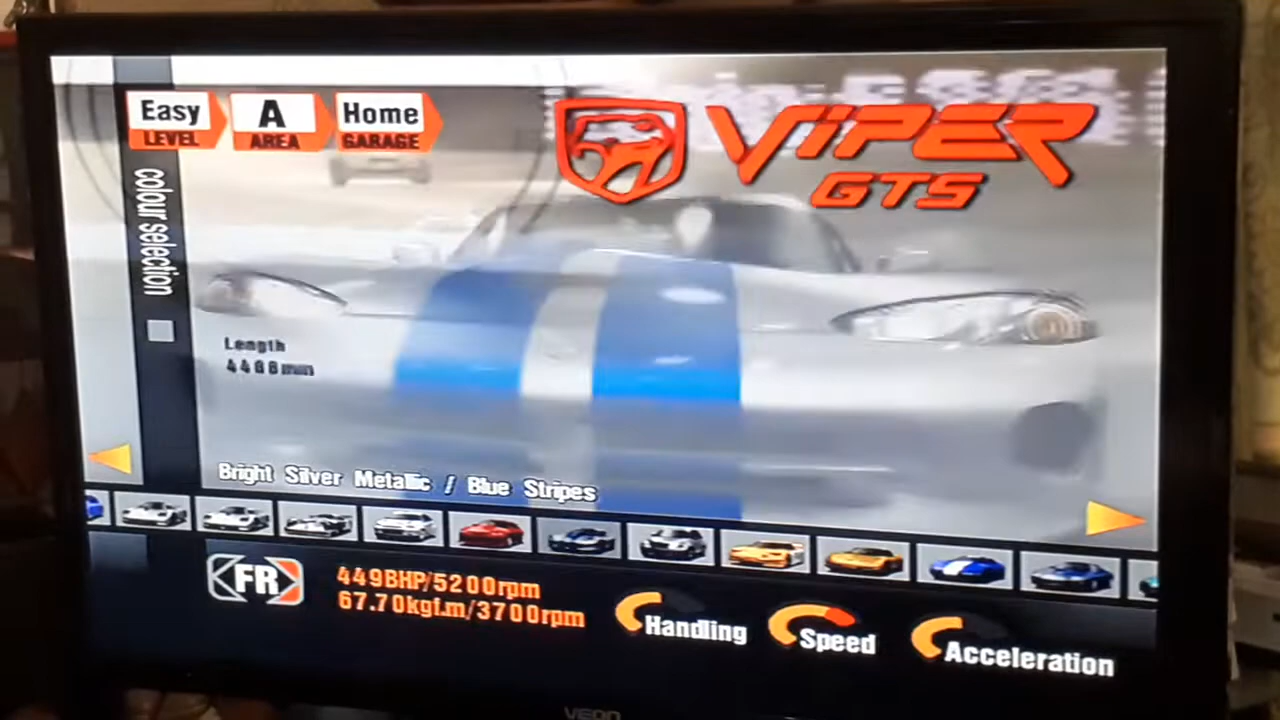 Easy
LEVEL
A
AREA
Home
GARAGE
VIPER
GTS
colour selection
Length
4488mm
Bright Silver Metallic / Blue Stripes
FR
449BHP/5200rpm
67.70kgf.m/3700rpm
Handling
Speed
Acceleration
VEON